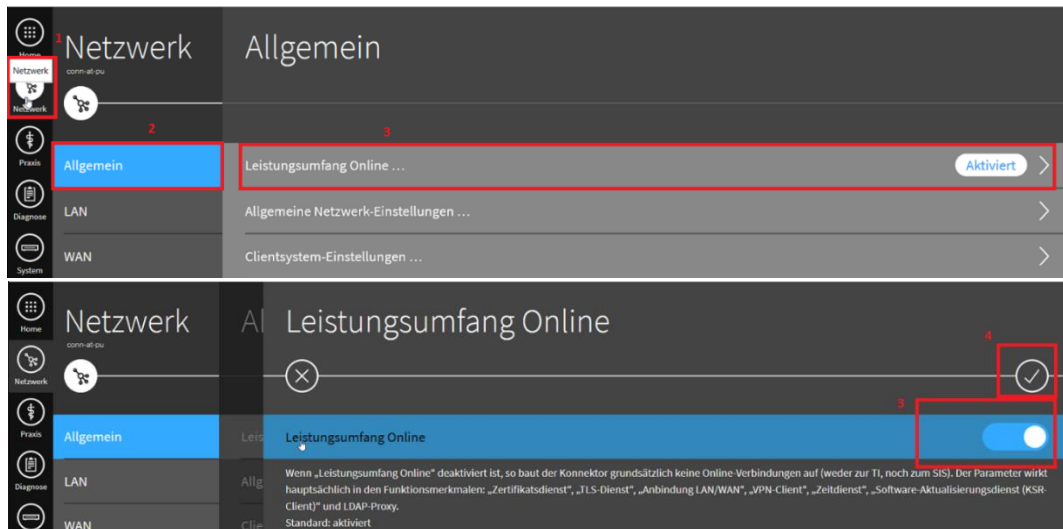 Home
1
Netzwerk
Netzwerk
Praxis
Diagnose
System
Netzwerk
conn-at-pu
2
Allgemein
LAN
WAN
Allgemein
3
Leistungsumfang Online ...
Aktiviert
Allgemeine Netzwerk-Einstellungen ...
Clientsystem-Einstellungen ...
Home
Netzwerk
Praxis
Diagnose
Netzwerk
conn-at-pu
Allgemein
LAN
WAN
Al
Leis
Allg
Clie
Leistungsumfang Online
4
3
Leistungsumfang Online
Wenn „Leistungsumfang Online“ deaktiviert ist, so baut der Konnektor grundsätzlich keine Online-Verbindungen auf (weder zur TI, noch zum SIS). Der Parameter wirkt
hauptsächlich in den Funktionsmerkmalen: „Zertifikatsdienst“, „TLS-Dienst“, „Anbindung LAN/WAN“, „VPN-Client“, „Zeitdienst“, „Software-Aktualisierungsdienst (KSR-
Client)“ und LDAP-Proxy.
Standard: aktiviert